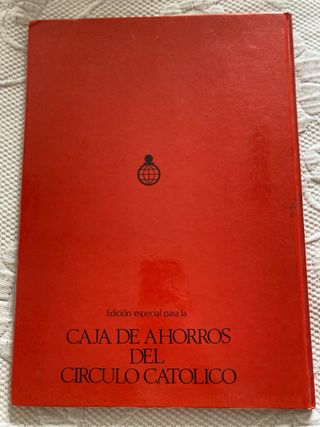 Edición especial para la
CAJA DE AHORROS
DEL
CIRCULO CATOLICO